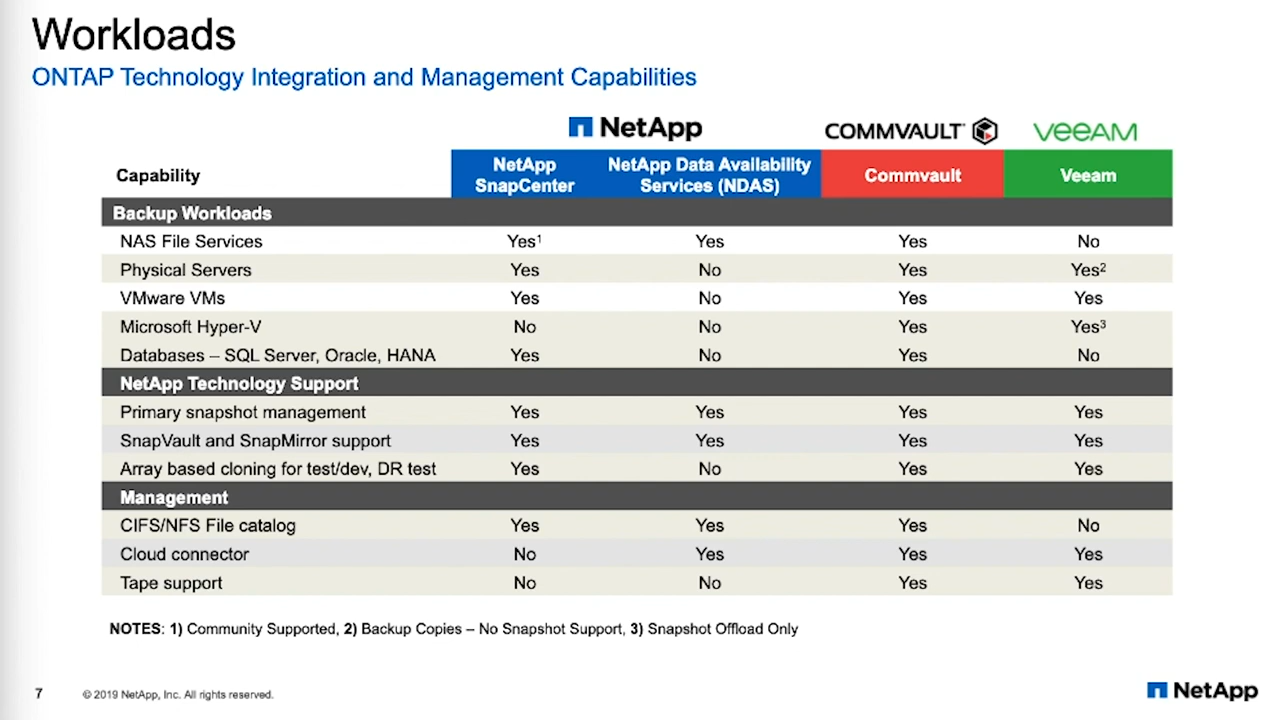 Workloads
ONTAP Technology Integration and Management Capabilities
NetApp COMMVAULT VEEAM
Capability NetApp SnapCenter NetApp Data Availability Services (NDAS) Commvault Veeam
Backup Workloads
NAS File Services Yes¹ Yes Yes No
Physical Servers Yes No Yes Yes²
VMware VMs Yes No Yes Yes
Microsoft Hyper-V No No Yes Yes³
Databases – SQL Server, Oracle, HANA Yes No Yes No
NetApp Technology Support
Primary snapshot management Yes Yes Yes Yes
SnapVault and SnapMirror support Yes Yes Yes Yes
Array based cloning for test/dev, DR test Yes No Yes Yes
Management
CIFS/NFS File catalog Yes Yes Yes No
Cloud connector No Yes Yes Yes
Tape support No No Yes Yes
NOTES: 1) Community Supported, 2) Backup Copies – No Snapshot Support, 3) Snapshot Offload Only
7 © 2019 NetApp, Inc. All rights reserved. NetApp